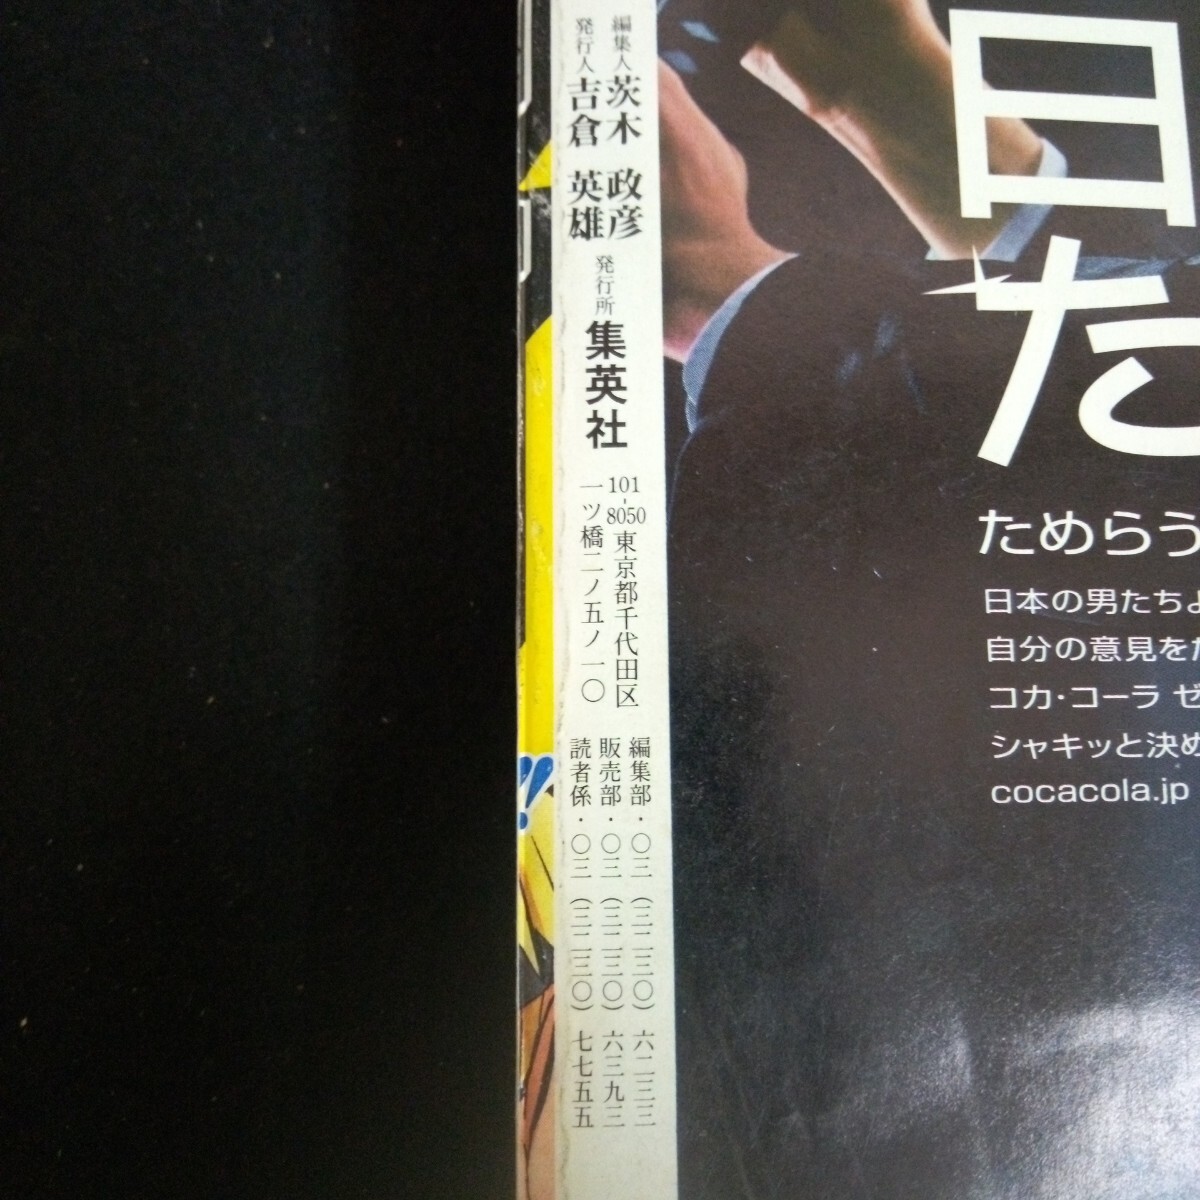 編集人 茨木 政彦
発行人 吉倉 英雄
発行所 集英社
101-8050 東京都千代田区
一ツ橋二ノ五ノ一〇
編集部・〇三(三二三〇)六二三三
販売部・〇三(三二三〇)六三九三
読者係・〇三(三二三〇)七七五五
!!
日
た
ためらう
日本の男たちよ
自分の意見をだ
コカ・コーラ ゼ
シャキッと決め
cocacola.jp